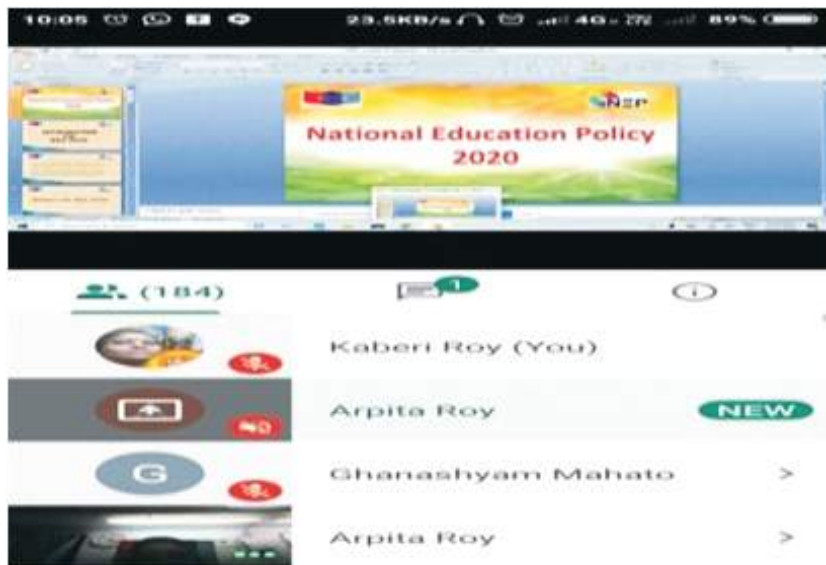 10:05 23.5KB/s 4G 89%
NEP
National Education Policy
2020
(184)
1
Kaberi Roy (You)
Arpita Roy NEW
G Ghanashyam Mahato
Arpita Roy